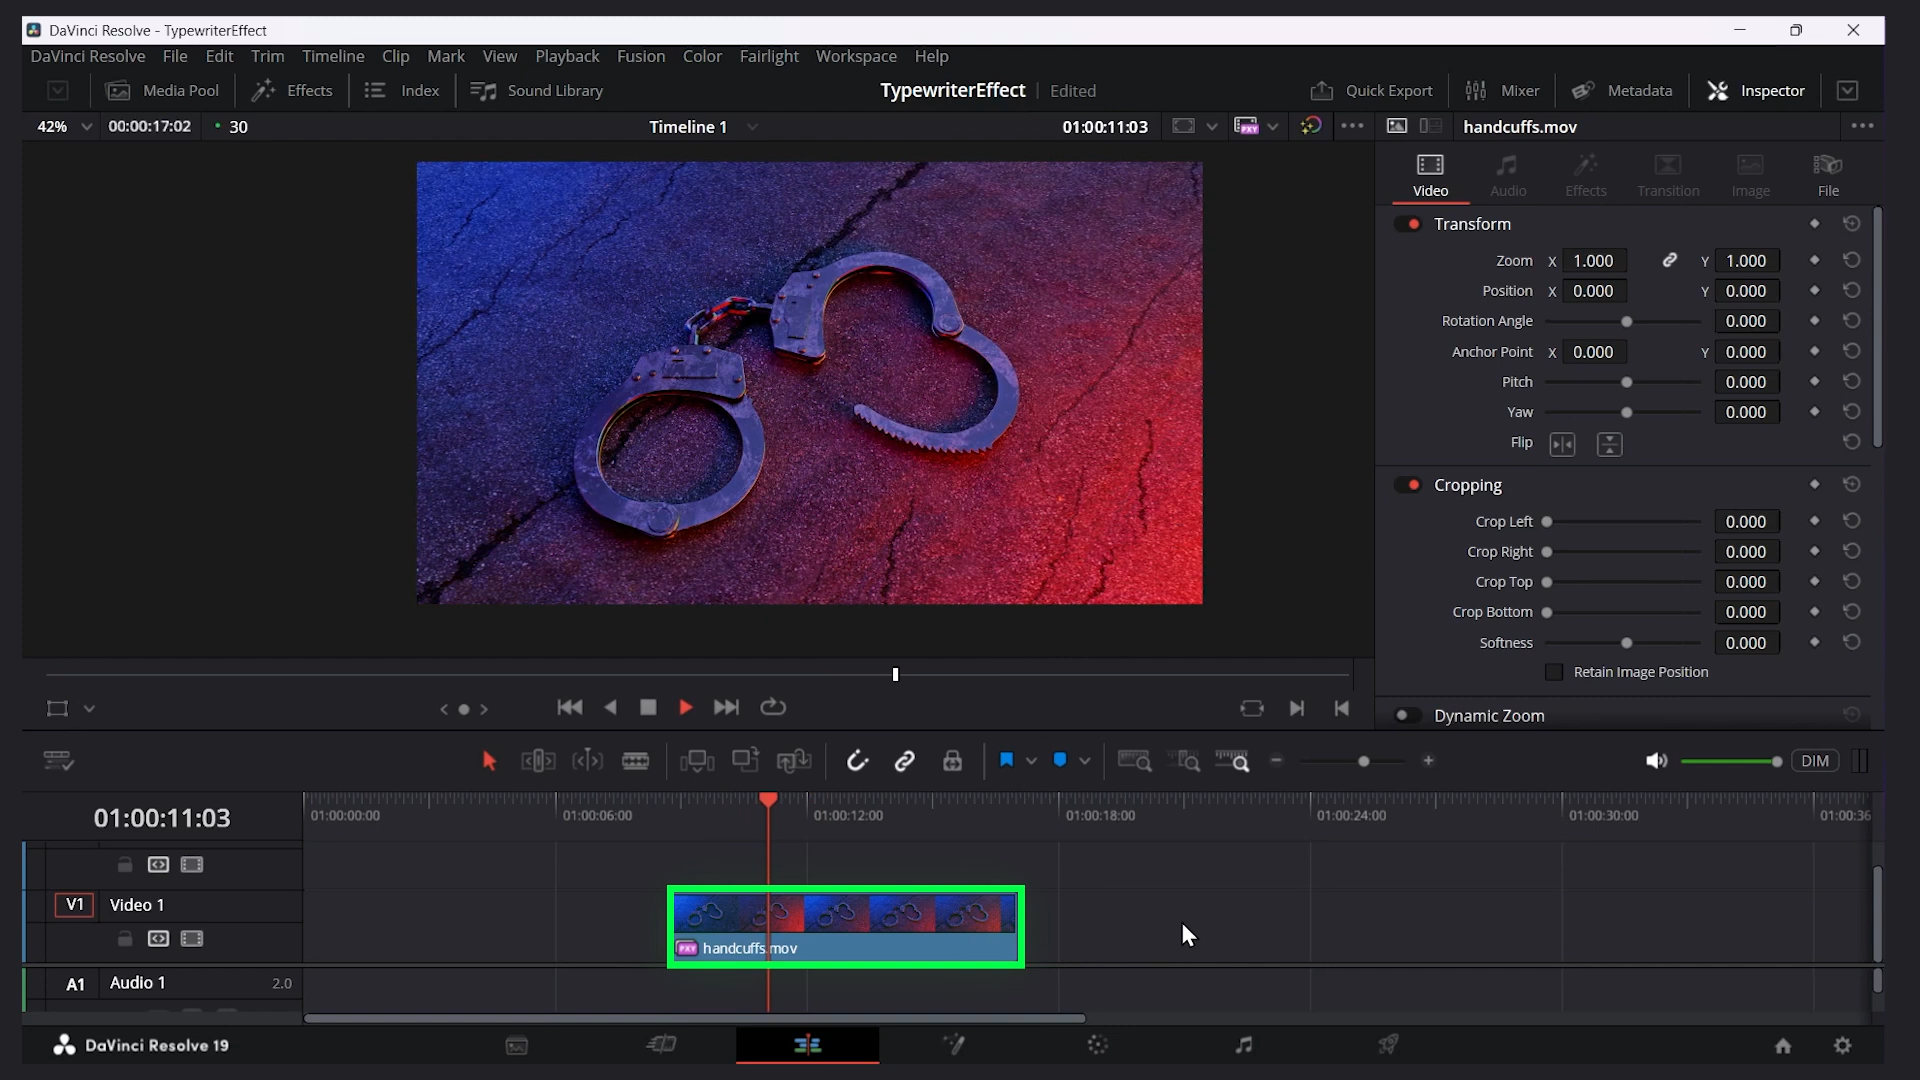 DaVinci Resolve - TypewriterEffect
DaVinci Resolve File Edit Trim Timeline Clip Mark View Playback Fusion Color Fairlight Workspace Help
Media Pool Effects Index Sound Library TypewriterEffect Edited Quick Export Mixer Metadata Inspector
42% 00:00:17:02 30 Timeline 1 01:00:11:03 PXY handcuffs.mov
Video Audio Effects Transition Image File
Transform
Zoom X 1.000 Y 1.000
Position X 0.000 Y 0.000
Rotation Angle 0.000
Anchor Point X 0.000 Y 0.000
Pitch 0.000
Yaw 0.000
Flip
Cropping
Crop Left 0.000
Crop Right 0.000
Crop Top 0.000
Crop Bottom 0.000
Softness 0.000
Retain Image Position
Dynamic Zoom
DIM
01:00:11:03 01:00:00:00 01:00:06:00 01:00:12:00 01:00:18:00 01:00:24:00 01:00:30:00 01:00:36
V1 Video 1
PXY handcuffs.mov
A1 Audio 1 2.0
DaVinci Resolve 19